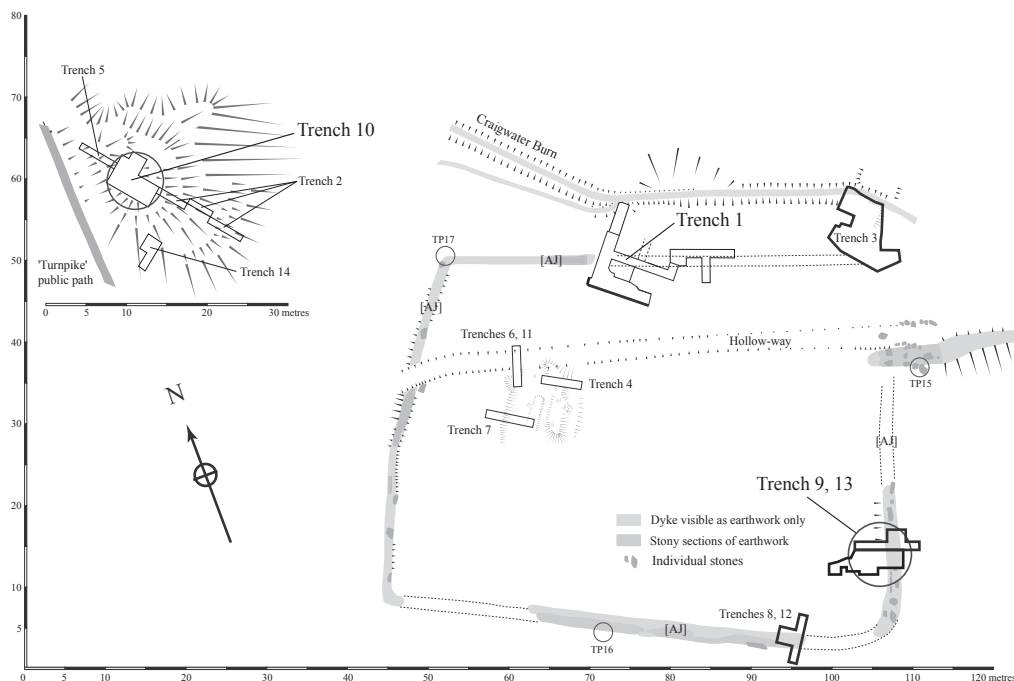 80
70
60
50
40
30
20
10
5
0
5
10
15
20
30
40
50
60
70
80
90
100
110
120 metres
Trench 5
Trench 10
Trench 2
Trench 14
'Turnpike'
public path
0
5
10
20
30 metres
Craigwater Burn
Trench 1
Trench 3
TP17
[AJ]
[AJ]
Trenches 6, 11
Hollow-way
Trench 4
Trench 7
TP15
[AJ]
N
Trench 9, 13
Dyke visible as earthwork only
Stony sections of earthwork
Individual stones
Trenches 8, 12
[AJ]
TP16